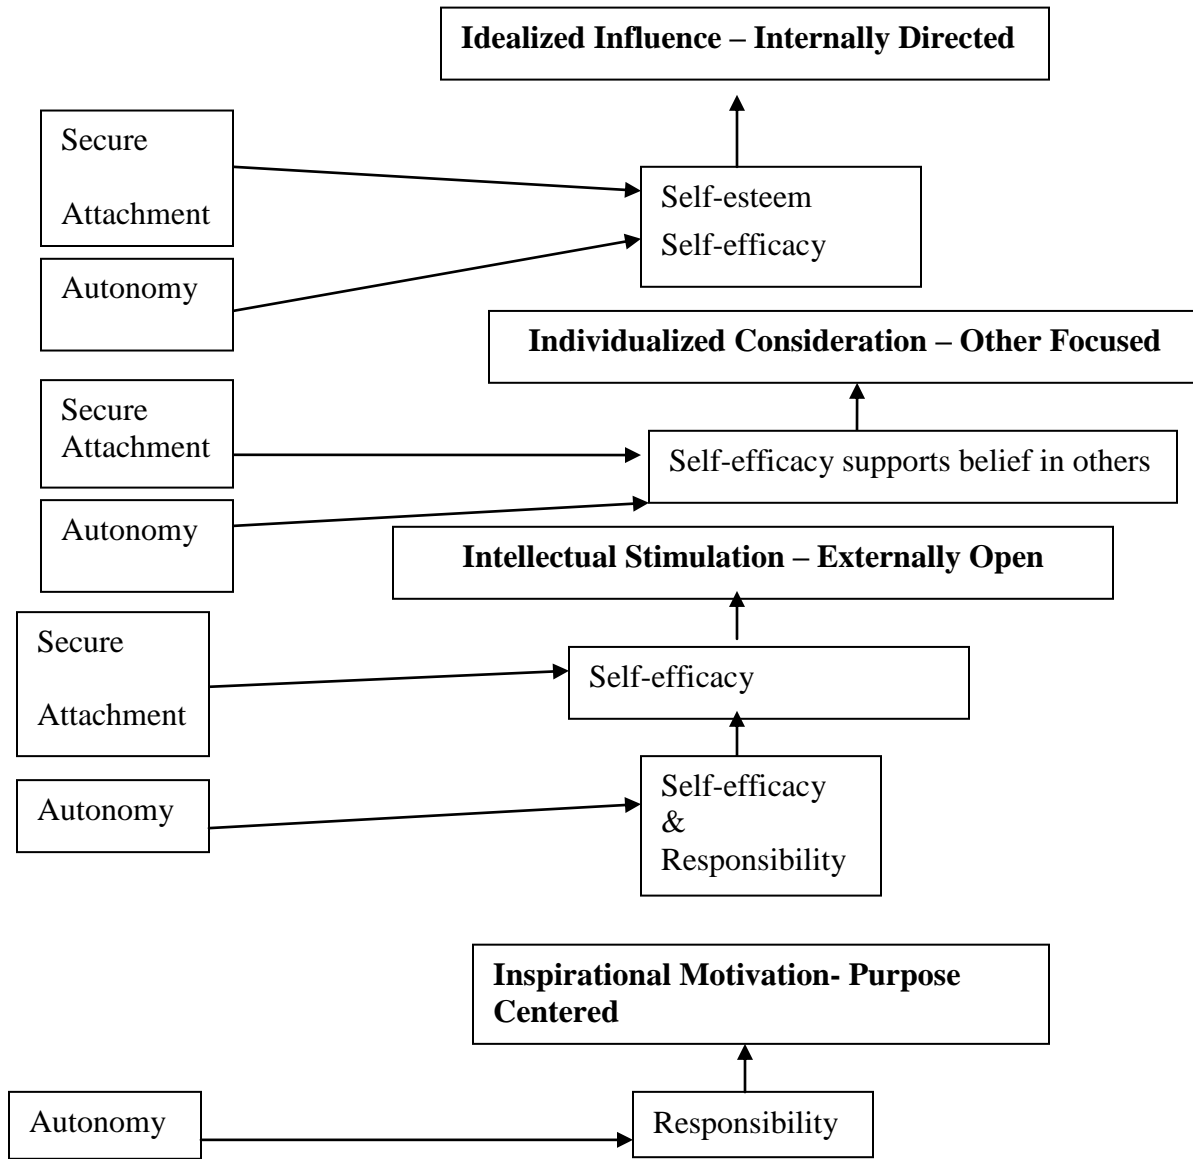 Idealized Influence – Internally Directed
Secure
Attachment
Self-esteem
Self-efficacy
Autonomy
Individualized Consideration – Other Focused
Secure
Attachment
Self-efficacy supports belief in others
Autonomy
Intellectual Stimulation – Externally Open
Secure
Attachment
Self-efficacy
Autonomy
Self-efficacy
&
Responsibility
Inspirational Motivation- Purpose
Centered
Autonomy
Responsibility